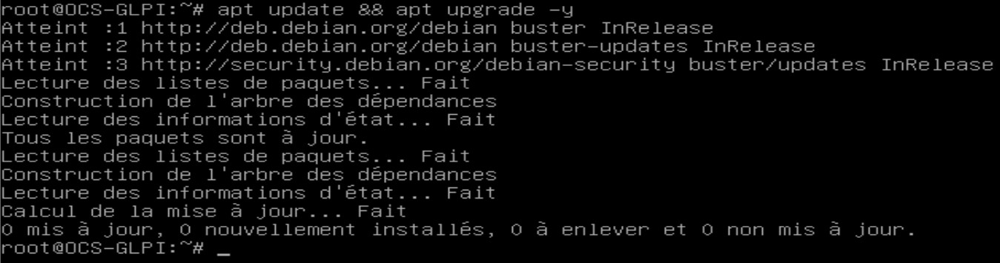 root@OCS-GLPI:~# apt update && apt upgrade -y
Atteint :1 http://deb.debian.org/debian buster InRelease
Atteint :2 http://deb.debian.org/debian buster-updates InRelease
Atteint :3 http://security.debian.org/debian-security buster/updates InRelease
Lecture des listes de paquets... Fait
Construction de l'arbre des dépendances
Lecture des informations d'état... Fait
Tous les paquets sont à jour.
Lecture des listes de paquets... Fait
Construction de l'arbre des dépendances
Lecture des informations d'état... Fait
Calcul de la mise à jour... Fait
0 mis à jour, 0 nouvellement installés, 0 à enlever et 0 non mis à jour.
root@OCS-GLPI:~# _